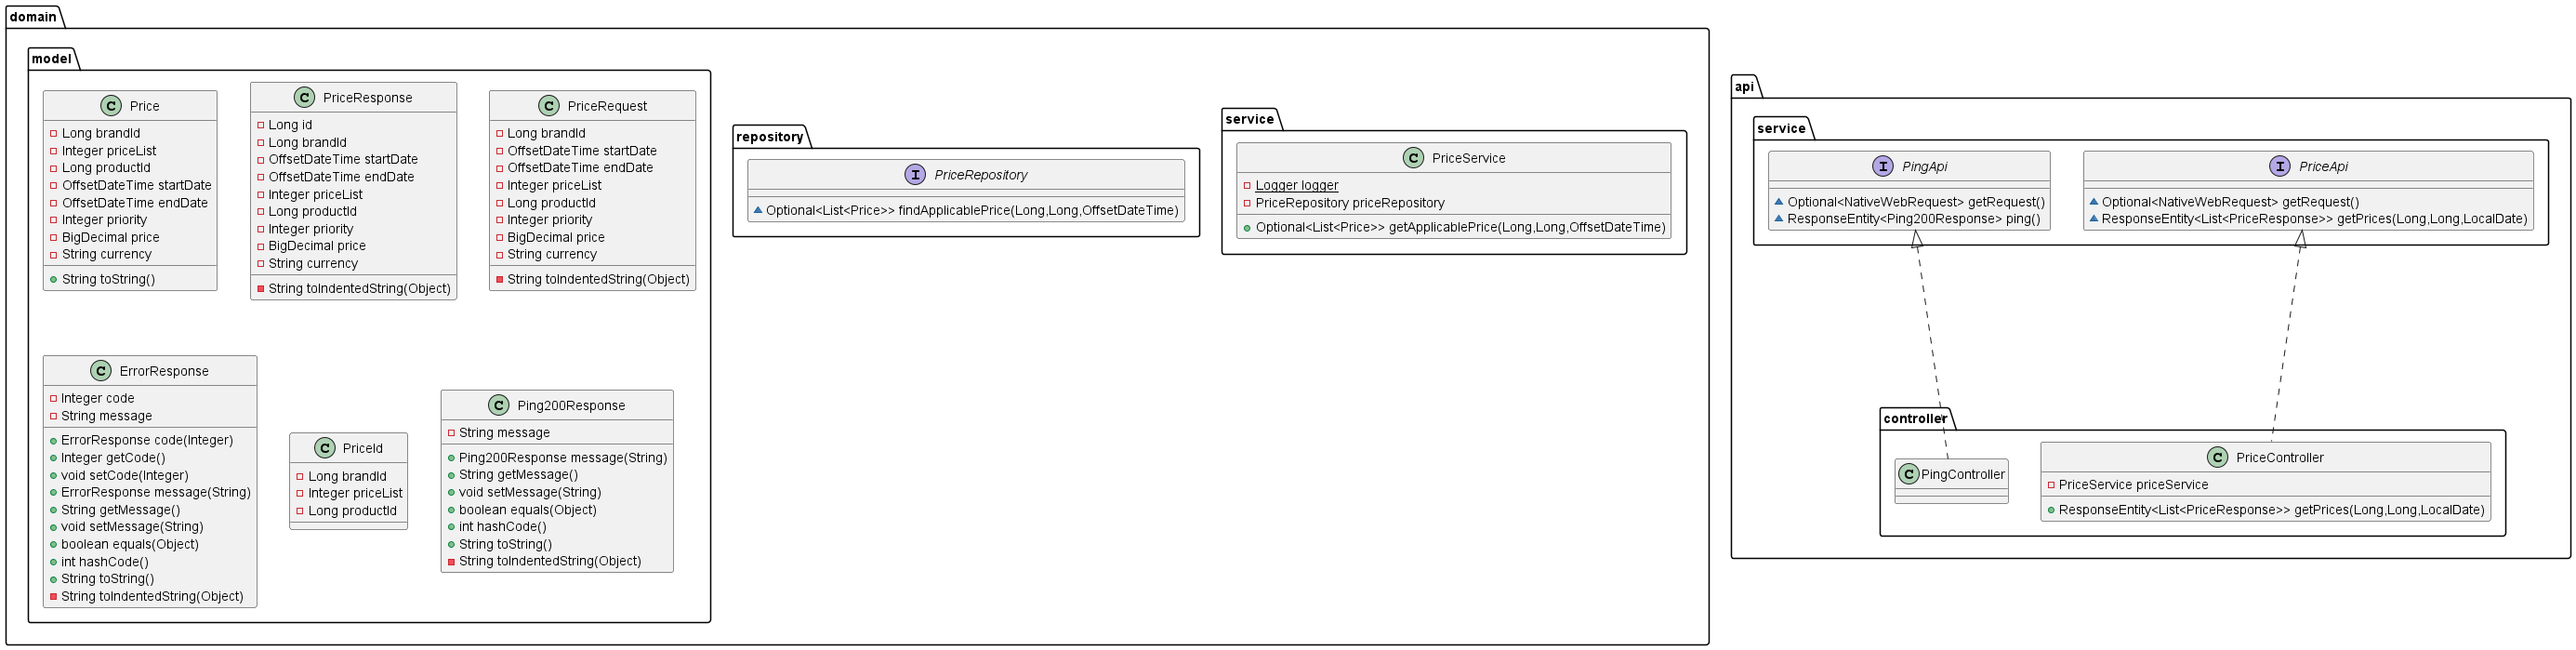 domain
model
C Price
Long brandId
Integer priceList
Long productId
OffsetDateTime startDate
OffsetDateTime endDate
Integer priority
BigDecimal price
String currency
String toString()
C PriceResponse
Long id
Long brandId
OffsetDateTime startDate
OffsetDateTime endDate
Integer priceList
Long productId
Integer priority
BigDecimal price
String currency
String toIndentedString(Object)
C PriceRequest
Long brandId
OffsetDateTime startDate
OffsetDateTime endDate
Integer priceList
Long productId
Integer priority
BigDecimal price
String currency
String toIndentedString(Object)
C ErrorResponse
Integer code
String message
ErrorResponse code(Integer)
Integer getCode()
void setCode(Integer)
ErrorResponse message(String)
String getMessage()
void setMessage(String)
boolean equals(Object)
int hashCode()
String toString()
String toIndentedString(Object)
C PriceId
Long brandId
Integer priceList
Long productId
C Ping200Response
String message
Ping200Response message(String)
String getMessage()
void setMessage(String)
boolean equals(Object)
int hashCode()
String toString()
String toIndentedString(Object)
repository
I PriceRepository
Optional<List<Price>> findApplicablePrice(Long,Long,OffsetDateTime)
service
C PriceService
Logger logger
PriceRepository priceRepository
Optional<List<Price>> getApplicablePrice(Long,Long,OffsetDateTime)
api
service
I PingApi
Optional<NativeWebRequest> getRequest()
ResponseEntity<Ping200Response> ping()
I PriceApi
Optional<NativeWebRequest> getRequest()
ResponseEntity<List<PriceResponse>> getPrices(Long,Long,LocalDate)
controller
C PingController
C PriceController
PriceService priceService
ResponseEntity<List<PriceResponse>> getPrices(Long,Long,LocalDate)